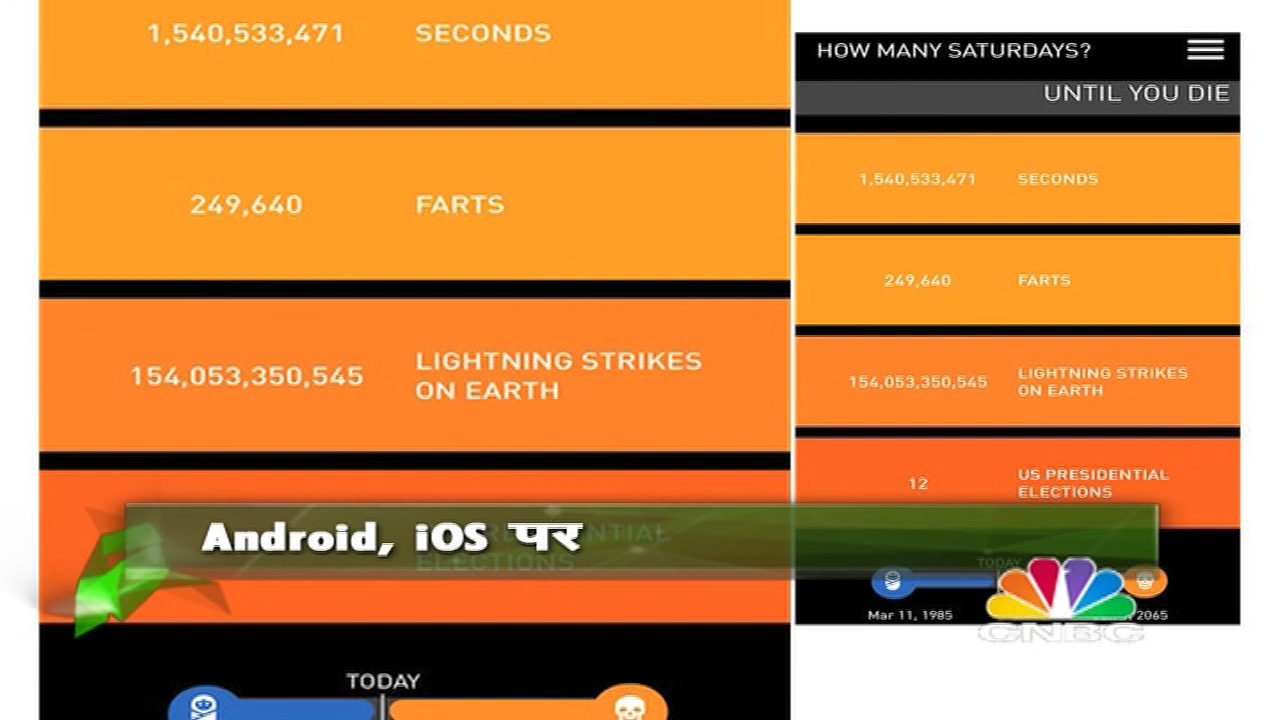 1,540,533,471 SECONDS
249,640 FARTS
154,053,350,545 LIGHTNING STRIKES
ON EARTH
TODAY
HOW MANY SATURDAYS?
UNTIL YOU DIE
1,540,533,471 SECONDS
249,640 FARTS
154,053,350,545 LIGHTNING STRIKES
ON EARTH
12 US PRESIDENTIAL
ELECTIONS
TODAY
Mar 11, 1985 2065
Android, iOS पर
ELECTIONS
CNBC